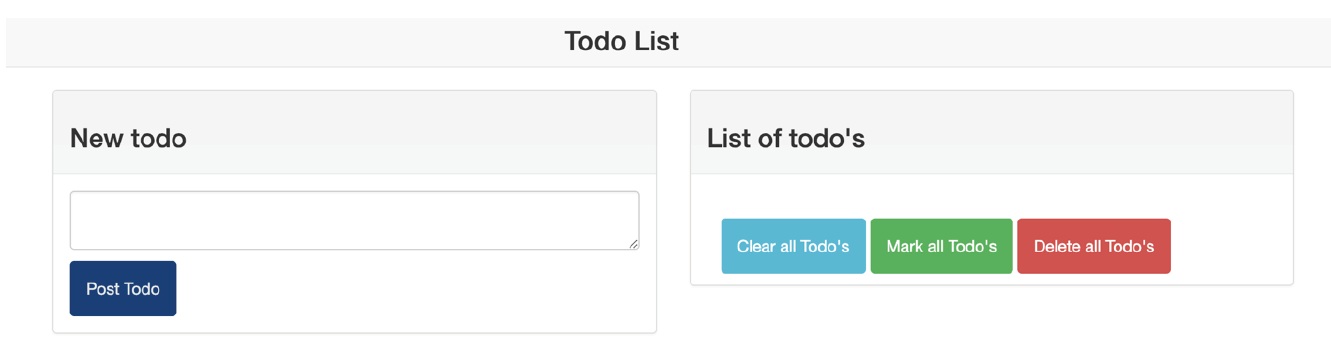 Todo List
New todo
Post Todo
List of todo's
Clear all Todo's Mark all Todo's Delete all Todo's